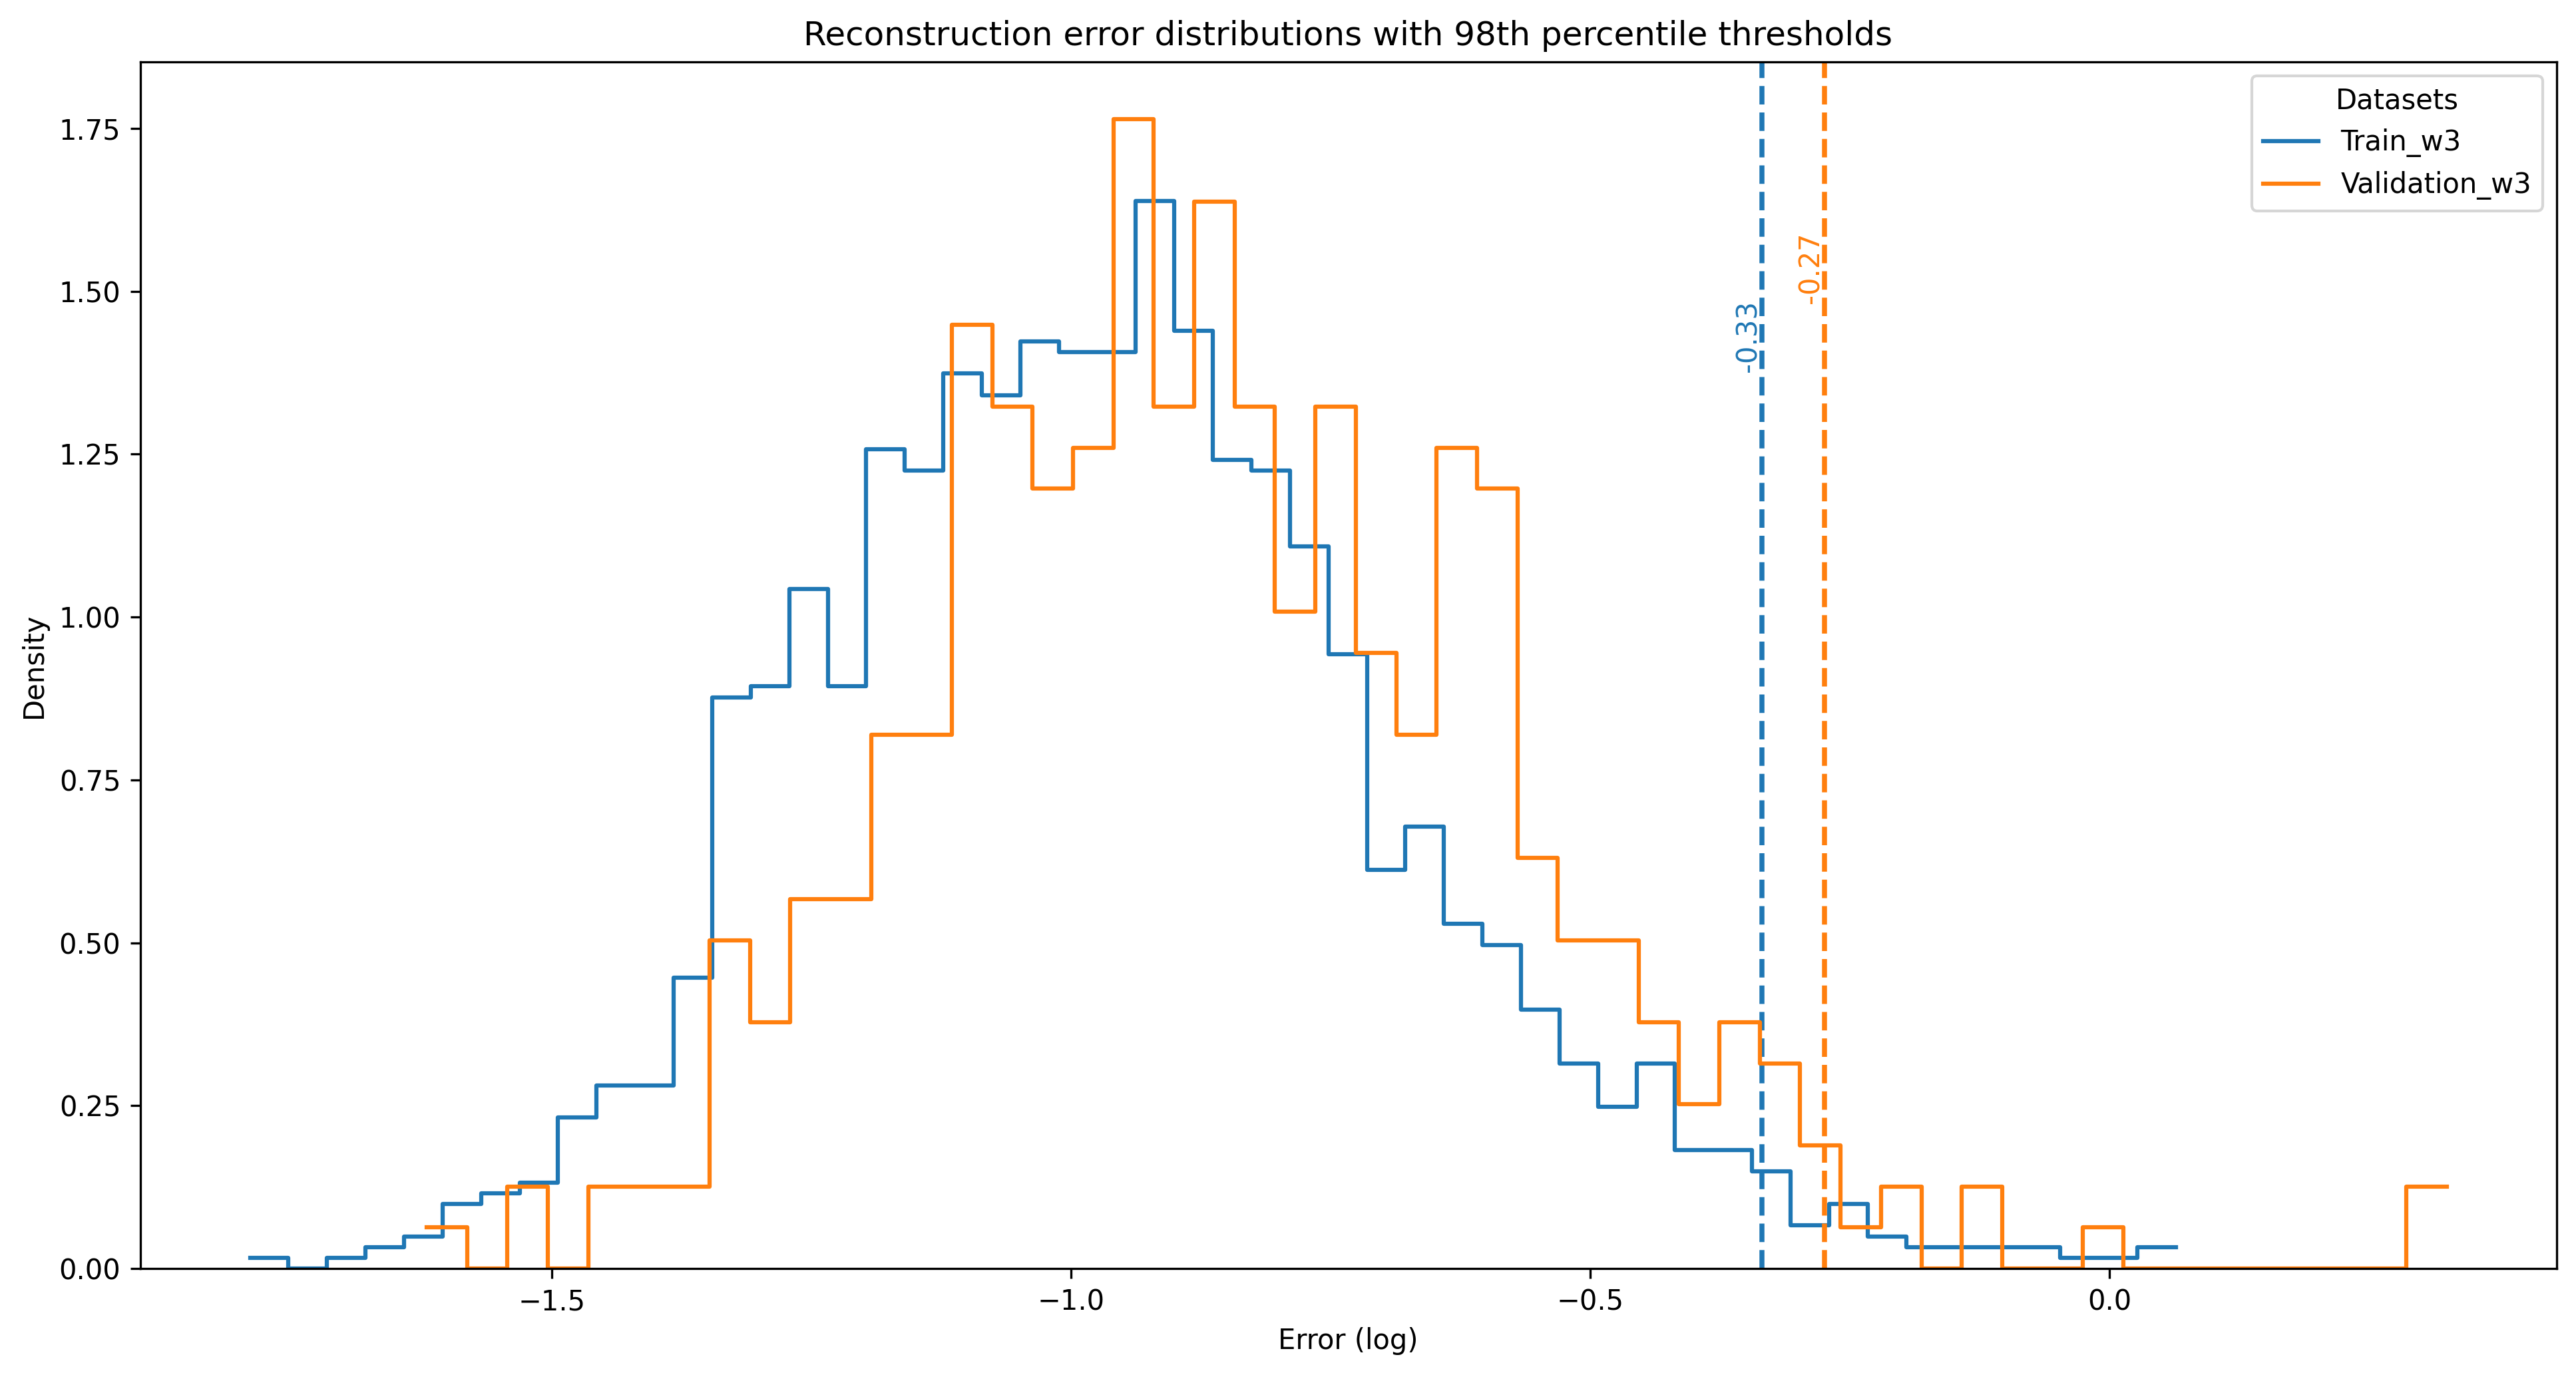 Reconstruction error distributions with 98th percentile thresholds
Datasets
Train_w3
Validation_w3
1.75
1.50
1.25
1.00
0.75
0.50
0.25
0.00
Density
-0.33
-0.27
−1.5
−1.0
−0.5
0.0
Error (log)